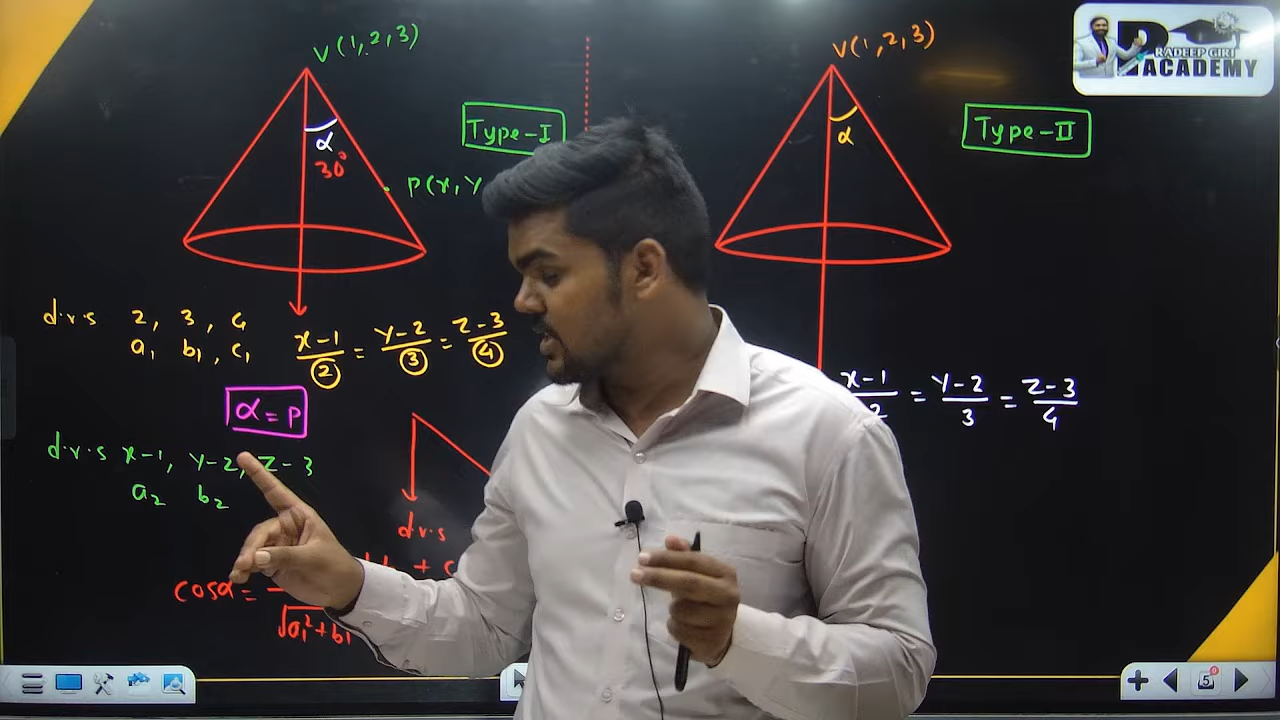 V(1,2,3)
α
30°
Type-I
P(x, y
d.r.s 2, 3, 4
a₁ b₁, c₁
x-1/2 = y-2/3 = z-3/4
α = P
d.r.s x-1, y-2, z-3
a₂ b₂
d.r.s
+ c
cosα =
√a₁²+b₁
V(1,2,3)
α
Type-II
x-1/2 = y-2/3 = z-3/4
PRADEEP GIRI
ACADEMY
5